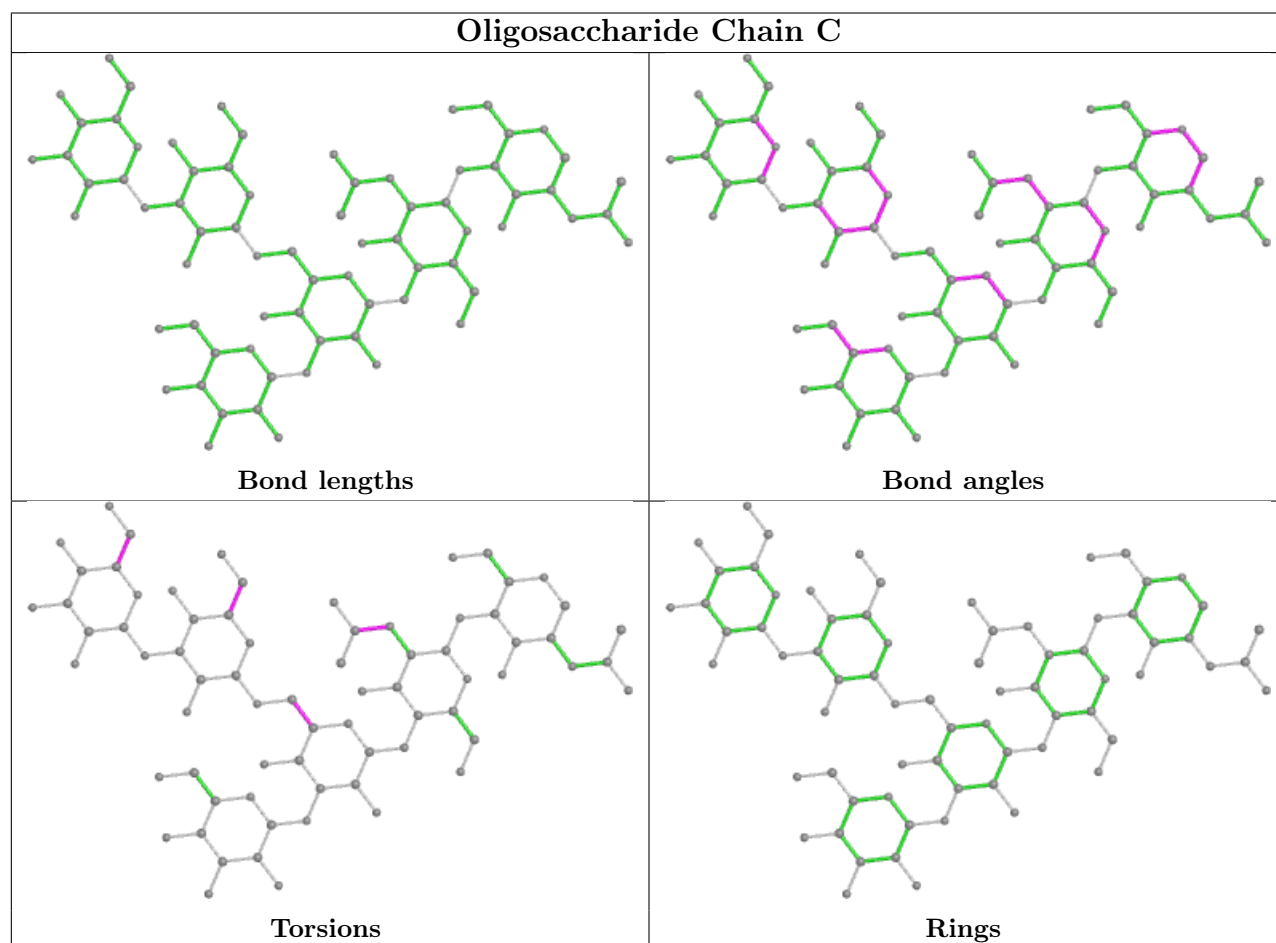 Oligosaccharide Chain C
Bond lengths
Bond angles
Torsions
Rings